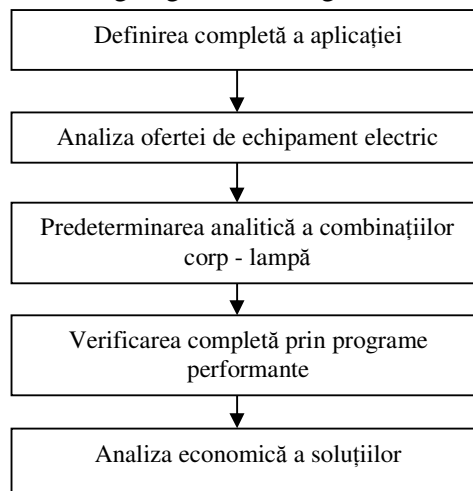 Definirea completă a aplicației
Analiza ofertei de echipament electric
Predeterminarea analitică a combinațiilor
corp - lampă
Verificarea completă prin programe
performante
Analiza economică a soluțiilor